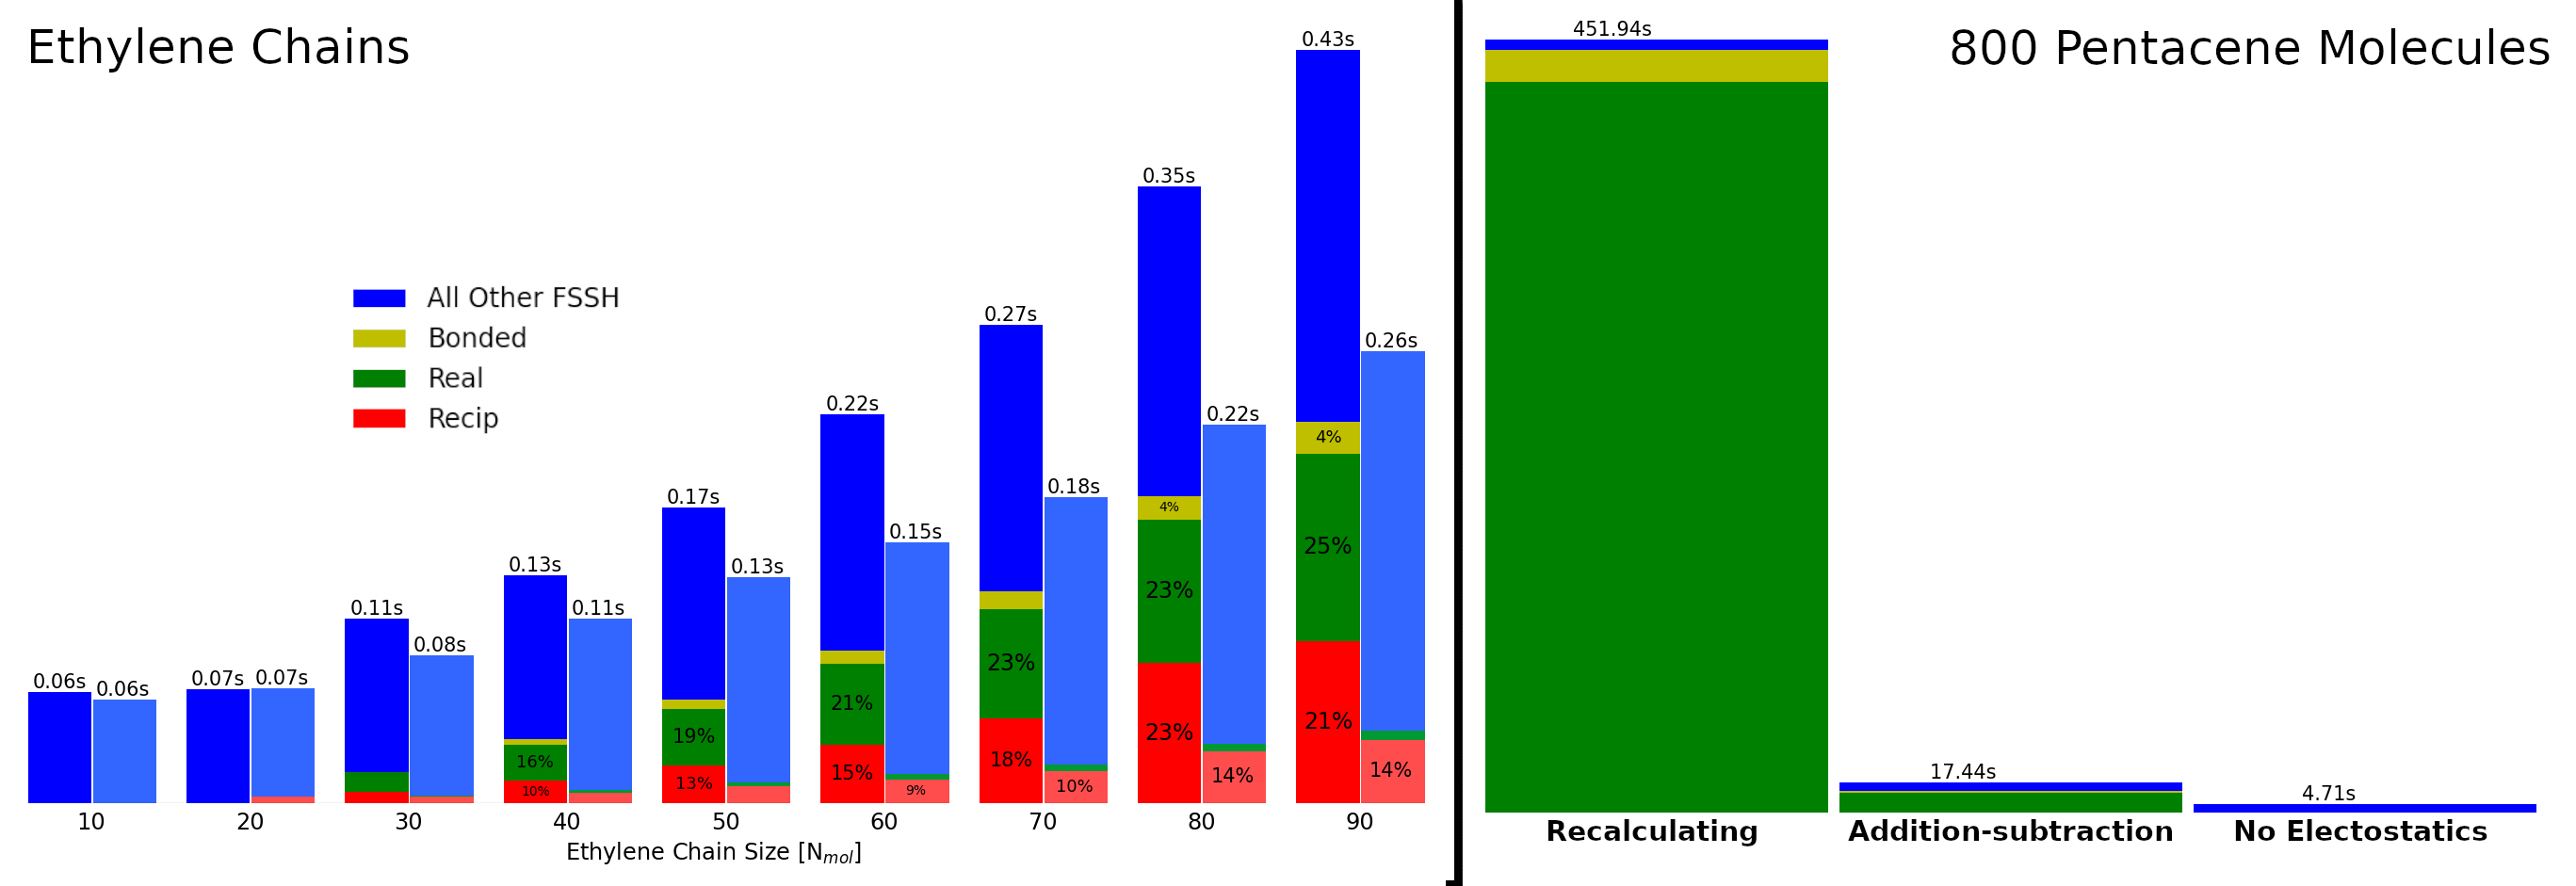 Ethylene Chains
All Other FSSH
Bonded
Real
Recip
0.06s 0.06s
0.07s 0.07s
0.11s 0.08s
0.13s 0.11s
16%
10%
0.17s 0.13s
19%
13%
0.22s 0.15s
21%
15% 9%
0.27s 0.18s
23%
18% 10%
0.35s 0.22s
4%
23%
23% 14%
0.43s 0.26s
4%
25%
21% 14%
10 20 30 40 50 60 70 80 90
Ethylene Chain Size [N_mol]
800 Pentacene Molecules
451.94s
17.44s
4.71s
Recalculating Addition-subtraction No Electostatics